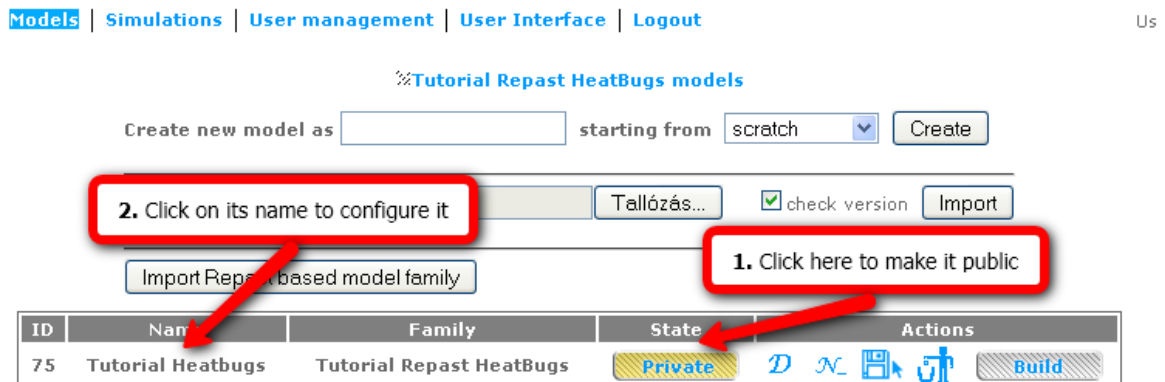 Models | Simulations | User management | User Interface | Logout Us
Tutorial Repast HeatBugs models
Create new model as starting from scratch Create
2. Click on its name to configure it Tallózás... check version Import
1. Click here to make it public
Import Repast based model family
ID Name Family State Actions
75 Tutorial Heatbugs Tutorial Repast HeatBugs Private D N_ Build